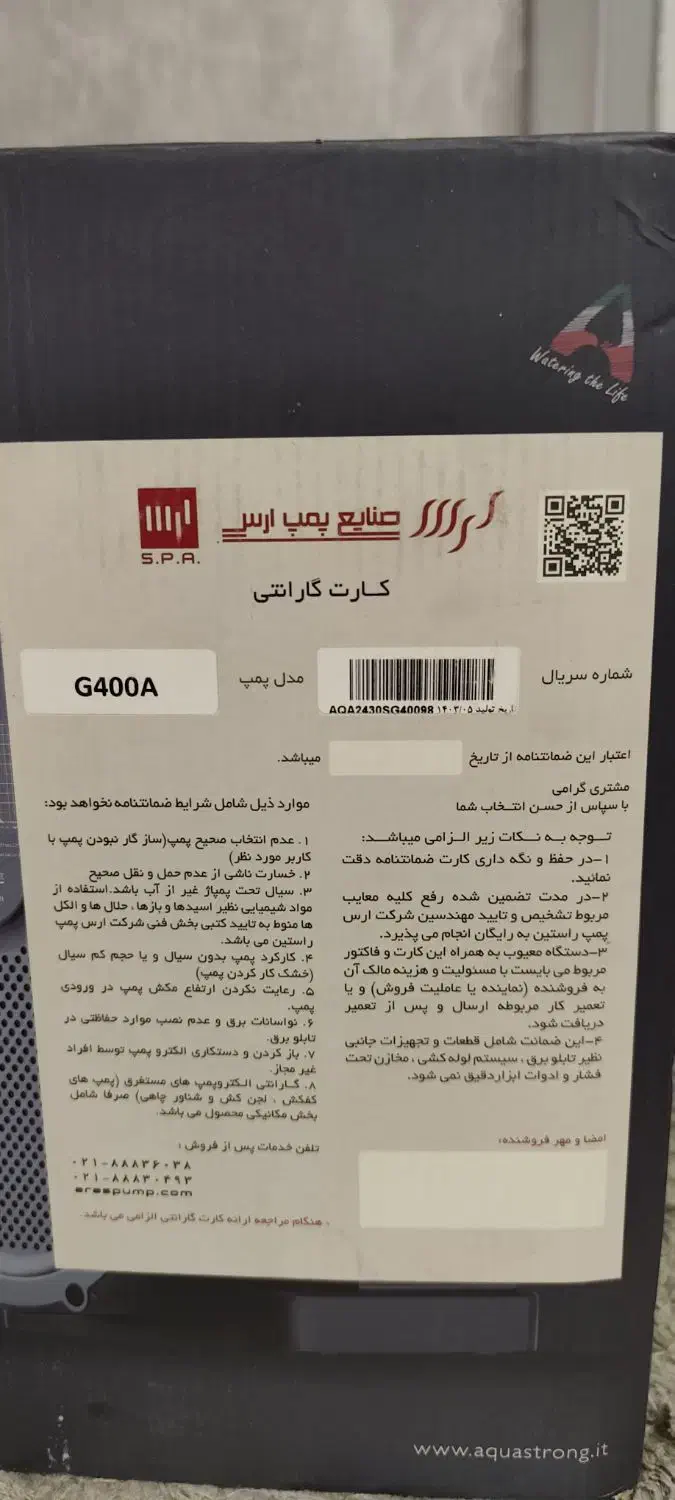 Watering the Life
صنایع پمپ ارس
ارس
S.P.A.
کـارت گارانتی
شماره سریال
AQA2430SG40098 تاریخ تولید ۱۴۰۳/۰۵
مدل پمپ
G400A
اعتبار این ضمانتنامه از تاریخ
میباشد.
مشتری گرامی
با سپاس از حسن انتـخاب شما
تـوجه بـه نـکات زیر الـزامی میباشـد:
۱–در حفظ و نگه داری کارت ضمانتنامه دقت
نمائید.
۲–در مدت تضمین شده رفع کلیه معایب
مربوط تشخیص و تایید مهندسین شرکت ارس
پمپ راستین به رایگان انجام می پذیرد.
۳–دستگاه معیوب به همراه این کارت و فاکتور
مربوط می بایست با مسئولیت و هزینه مالک آن
به فروشنده (نماینده یا عاملیت فروش) و یا
تعمیر کار مربوطه ارسال و پس از تعمیر
دریافت شود.
۴–این ضمانت شامل قطعات و تجهیزات جانبی
نظیر تابلو برق ، سیستم لوله کشی ، مخازن تحت
فشار و ادوات ابزاردقیق نمی شود.
امضا و مهر فروشنده:
موارد ذیل شامل شرایط ضمانتنامه نخواهد بود:
۱. عدم انتخاب صحیح پمپ(ساز گار نبودن پمپ با
کاربر مورد نظر)
۲. خسارت ناشی از عدم حمل و نقل صحیح
۳. سیال تحت پمپاژ غیر از آب باشد.استفاده از
مواد شیمیایی نظیر اسیدها و بازها، حلال ها و الکل
ها منوط به تایید کتبی بخش فنی شرکت ارس پمپ
راستین می باشد.
۴. کارکرد پمپ بدون سیال و یا حجم کم سیال
(خشک کار کردن پمپ)
۵. رعایت نکردن ارتفاع مکش پمپ در ورودی
پمپ.
۶. نواسانات برق و عدم نصب موارد حفاظتی در
تابلو برق.
۷. باز کردن و دستکاری الکترو پمپ توسط افراد
غیر مجاز.
۸. گـارانتی الکتروپمپ های مستغرق (پمپ های
کفکش ، لجن کش و شناور چاهی) صرفا شامل
بخش مکانیکی محصول می باشد.
تلفن خدمات پس از فروش :
۰۲۱–۸۸۸۳۶۰۳۸
۰۲۱–۸۸۸۳۰۴۹۳
araspump.com
هنگام مراجعه ارائه کارت گارانتی الزامی می باشد.
www.aquastrong.it